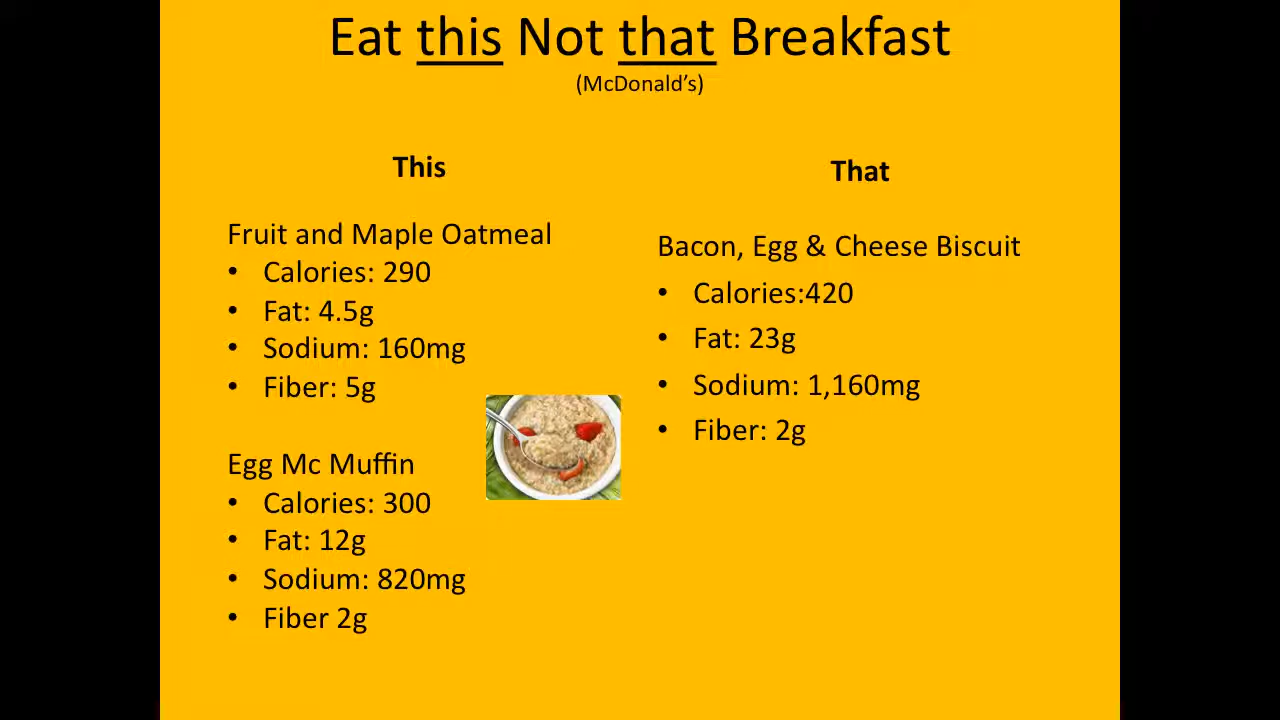 Eat this Not that Breakfast
(McDonald’s)
This
Fruit and Maple Oatmeal
• Calories: 290
• Fat: 4.5g
• Sodium: 160mg
• Fiber: 5g
Egg Mc Muffin
• Calories: 300
• Fat: 12g
• Sodium: 820mg
• Fiber 2g
That
Bacon, Egg & Cheese Biscuit
• Calories:420
• Fat: 23g
• Sodium: 1,160mg
• Fiber: 2g